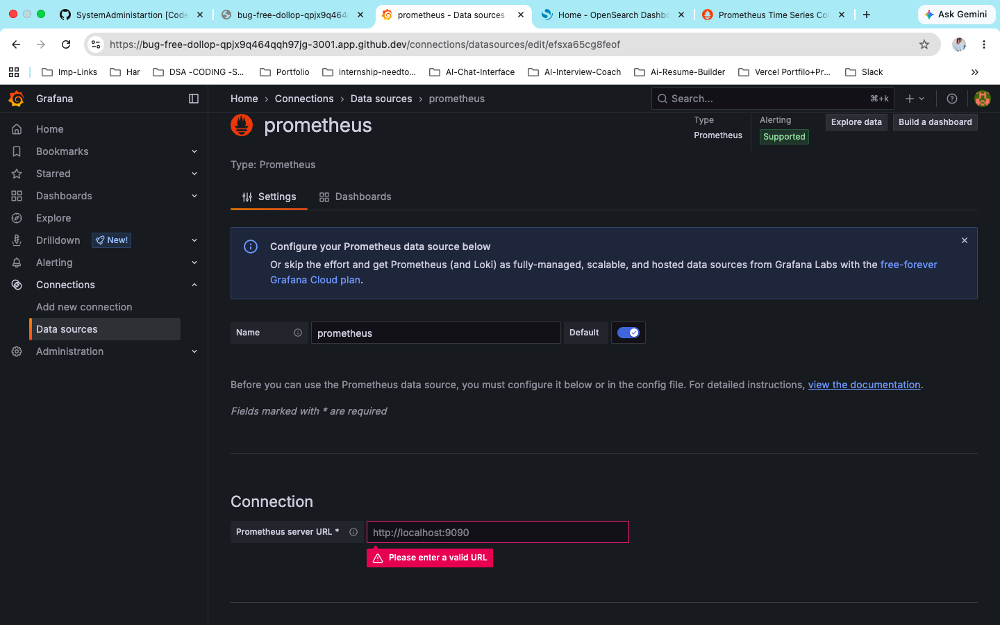 SystemAdministartion [Code
bug-free-dollop-qpjx9q464
prometheus - Data sources -
Home - OpenSearch Dashbo
Prometheus Time Series Col
Ask Gemini
https://bug-free-dollop-qpjx9q464qqh97jg-3001.app.github.dev/connections/datasources/edit/efsxa65cg8feof
Imp-Links
Har
DSA -CODING -S...
Portfolio
internship-needto...
AI-Chat-Interface
AI-Interview-Coach
Ai-Resume-Builder
Vercel Portfilo+Pr...
Slack
Grafana
Home › Connections › Data sources › prometheus
Search...
⌘+k
Home
Bookmarks
Starred
Dashboards
Explore
Drilldown
New!
Alerting
Connections
Add new connection
Data sources
Administration
prometheus
Type
Prometheus
Alerting
Supported
Explore data
Build a dashboard
Type: Prometheus
Settings
Dashboards
Configure your Prometheus data source below
Or skip the effort and get Prometheus (and Loki) as fully-managed, scalable, and hosted data sources from Grafana Labs with the free-forever
Grafana Cloud plan.
Name
prometheus
Default
Before you can use the Prometheus data source, you must configure it below or in the config file. For detailed instructions, view the documentation.
Fields marked with * are required
Connection
Prometheus server URL *
http://localhost:9090
Please enter a valid URL